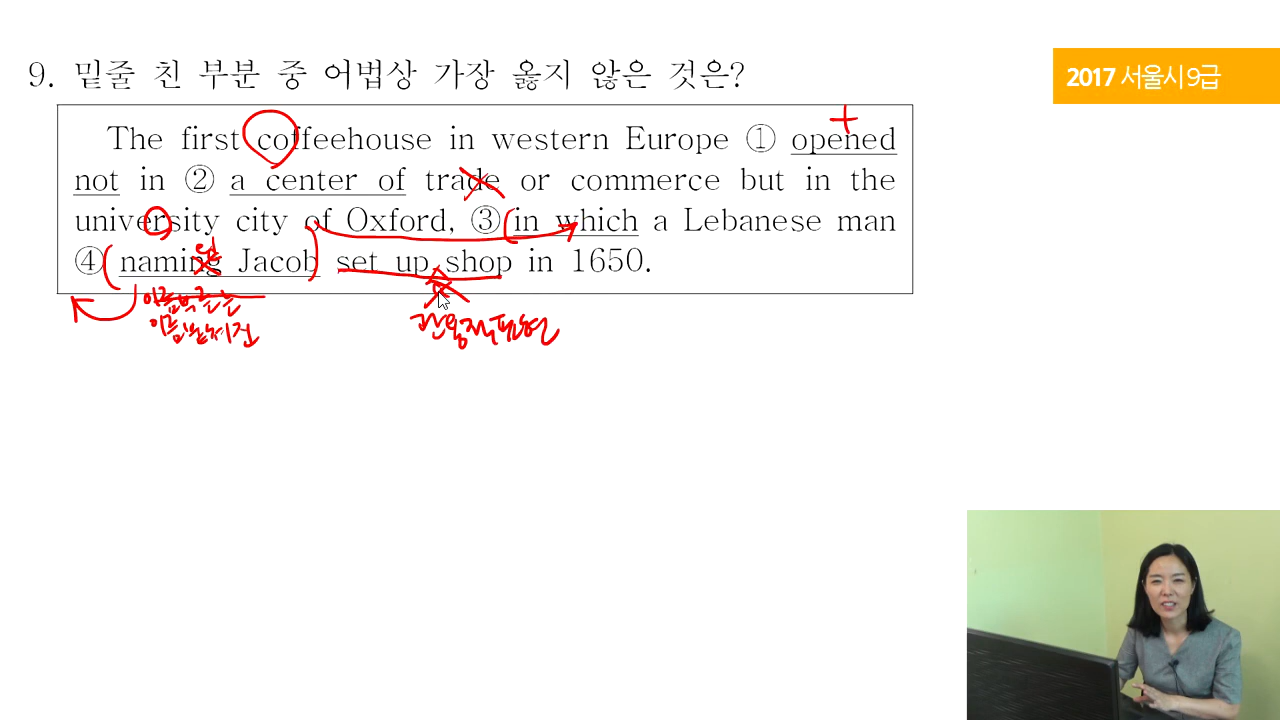 9. 밑줄 친 부분 중 어법상 가장 옳지 않은 것은?
2017 서울시 9급
The first coffeehouse in western Europe ① opened
not in ② a center of trade or commerce but in the
university city of Oxford, ③ in which a Lebanese man
④ naming Jacob set up shop in 1650.
관용적표현